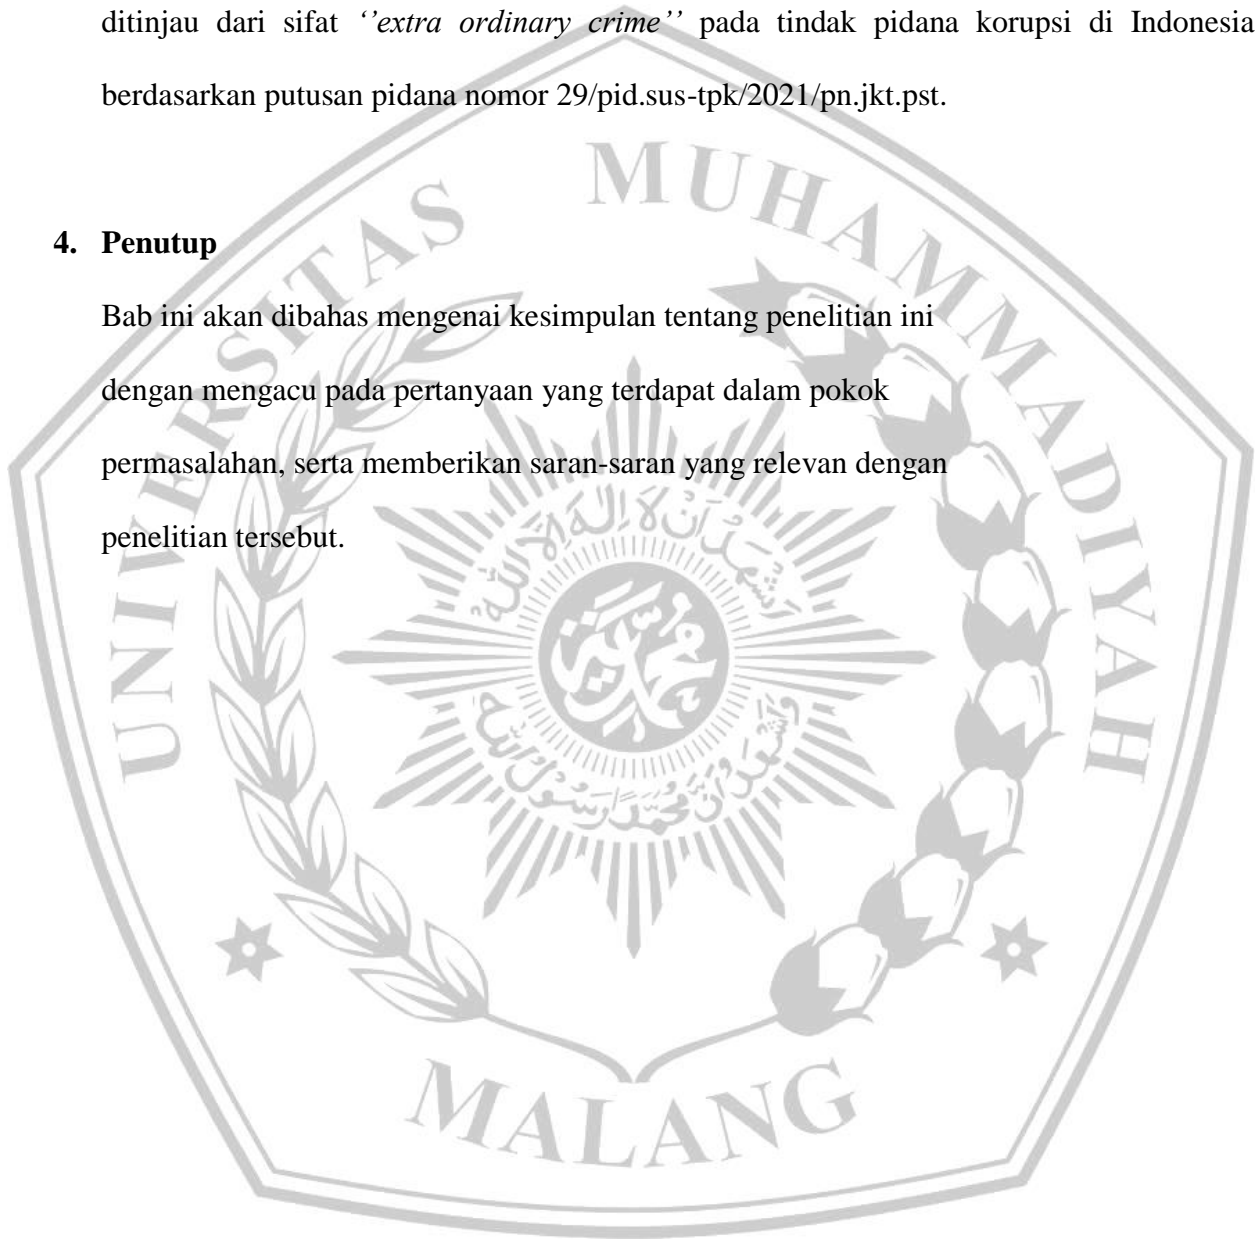 ditinjau dari sifat ‘’extra ordinary crime’’ pada tindak pidana korupsi di Indonesia
berdasarkan putusan pidana nomor 29/pid.sus-tpk/2021/pn.jkt.pst.
4. Penutup
Bab ini akan dibahas mengenai kesimpulan tentang penelitian ini
dengan mengacu pada pertanyaan yang terdapat dalam pokok
permasalahan, serta memberikan saran-saran yang relevan dengan
penelitian tersebut.
UNIVERSITAS MUHAMMADIYAH
MALANG